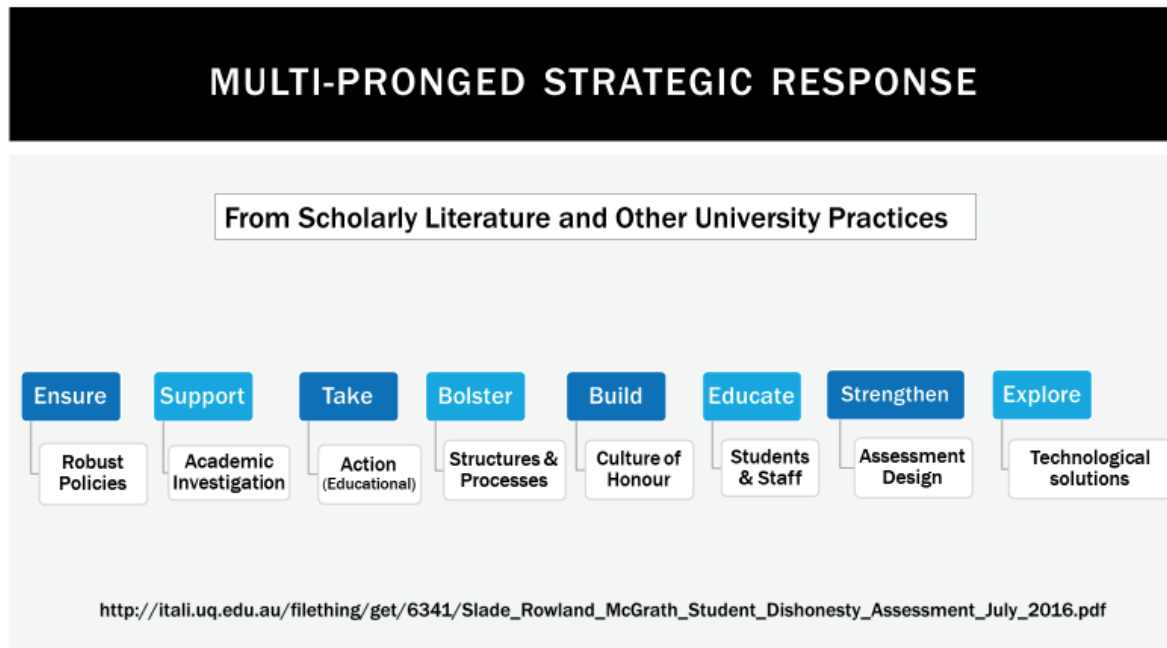 MULTI-PRONGED STRATEGIC RESPONSE
From Scholarly Literature and Other University Practices
Ensure
Robust
Policies
Support
Academic
Investigation
Take
Action
(Educational)
Bolster
Structures &
Processes
Build
Culture of
Honour
Educate
Students
& Staff
Strengthen
Assessment
Design
Explore
Technological
solutions
http://itali.uq.edu.au/filething/get/6341/Slade_Rowland_McGrath_Student_Dishonesty_Assessment_July_2016.pdf